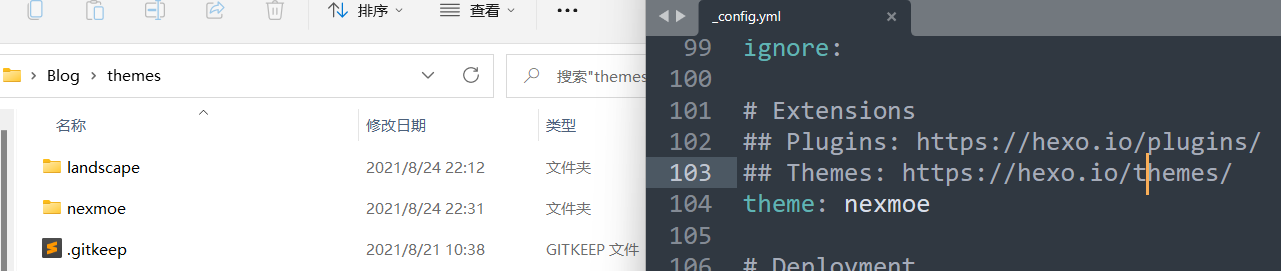 排序
查看
Blog
themes
搜索"themes
名称
修改日期
类型
landscape
2021/8/24 22:12
文件夹
nexmoe
2021/8/24 22:31
文件夹
.gitkeep
2021/8/21 10:38
GITKEEP 文件
_config.yml
99 ignore:
100
101 # Extensions
102 ## Plugins: https://hexo.io/plugins/
103 ## Themes: https://hexo.io/themes/
104 theme: nexmoe
105
106 # Deployment